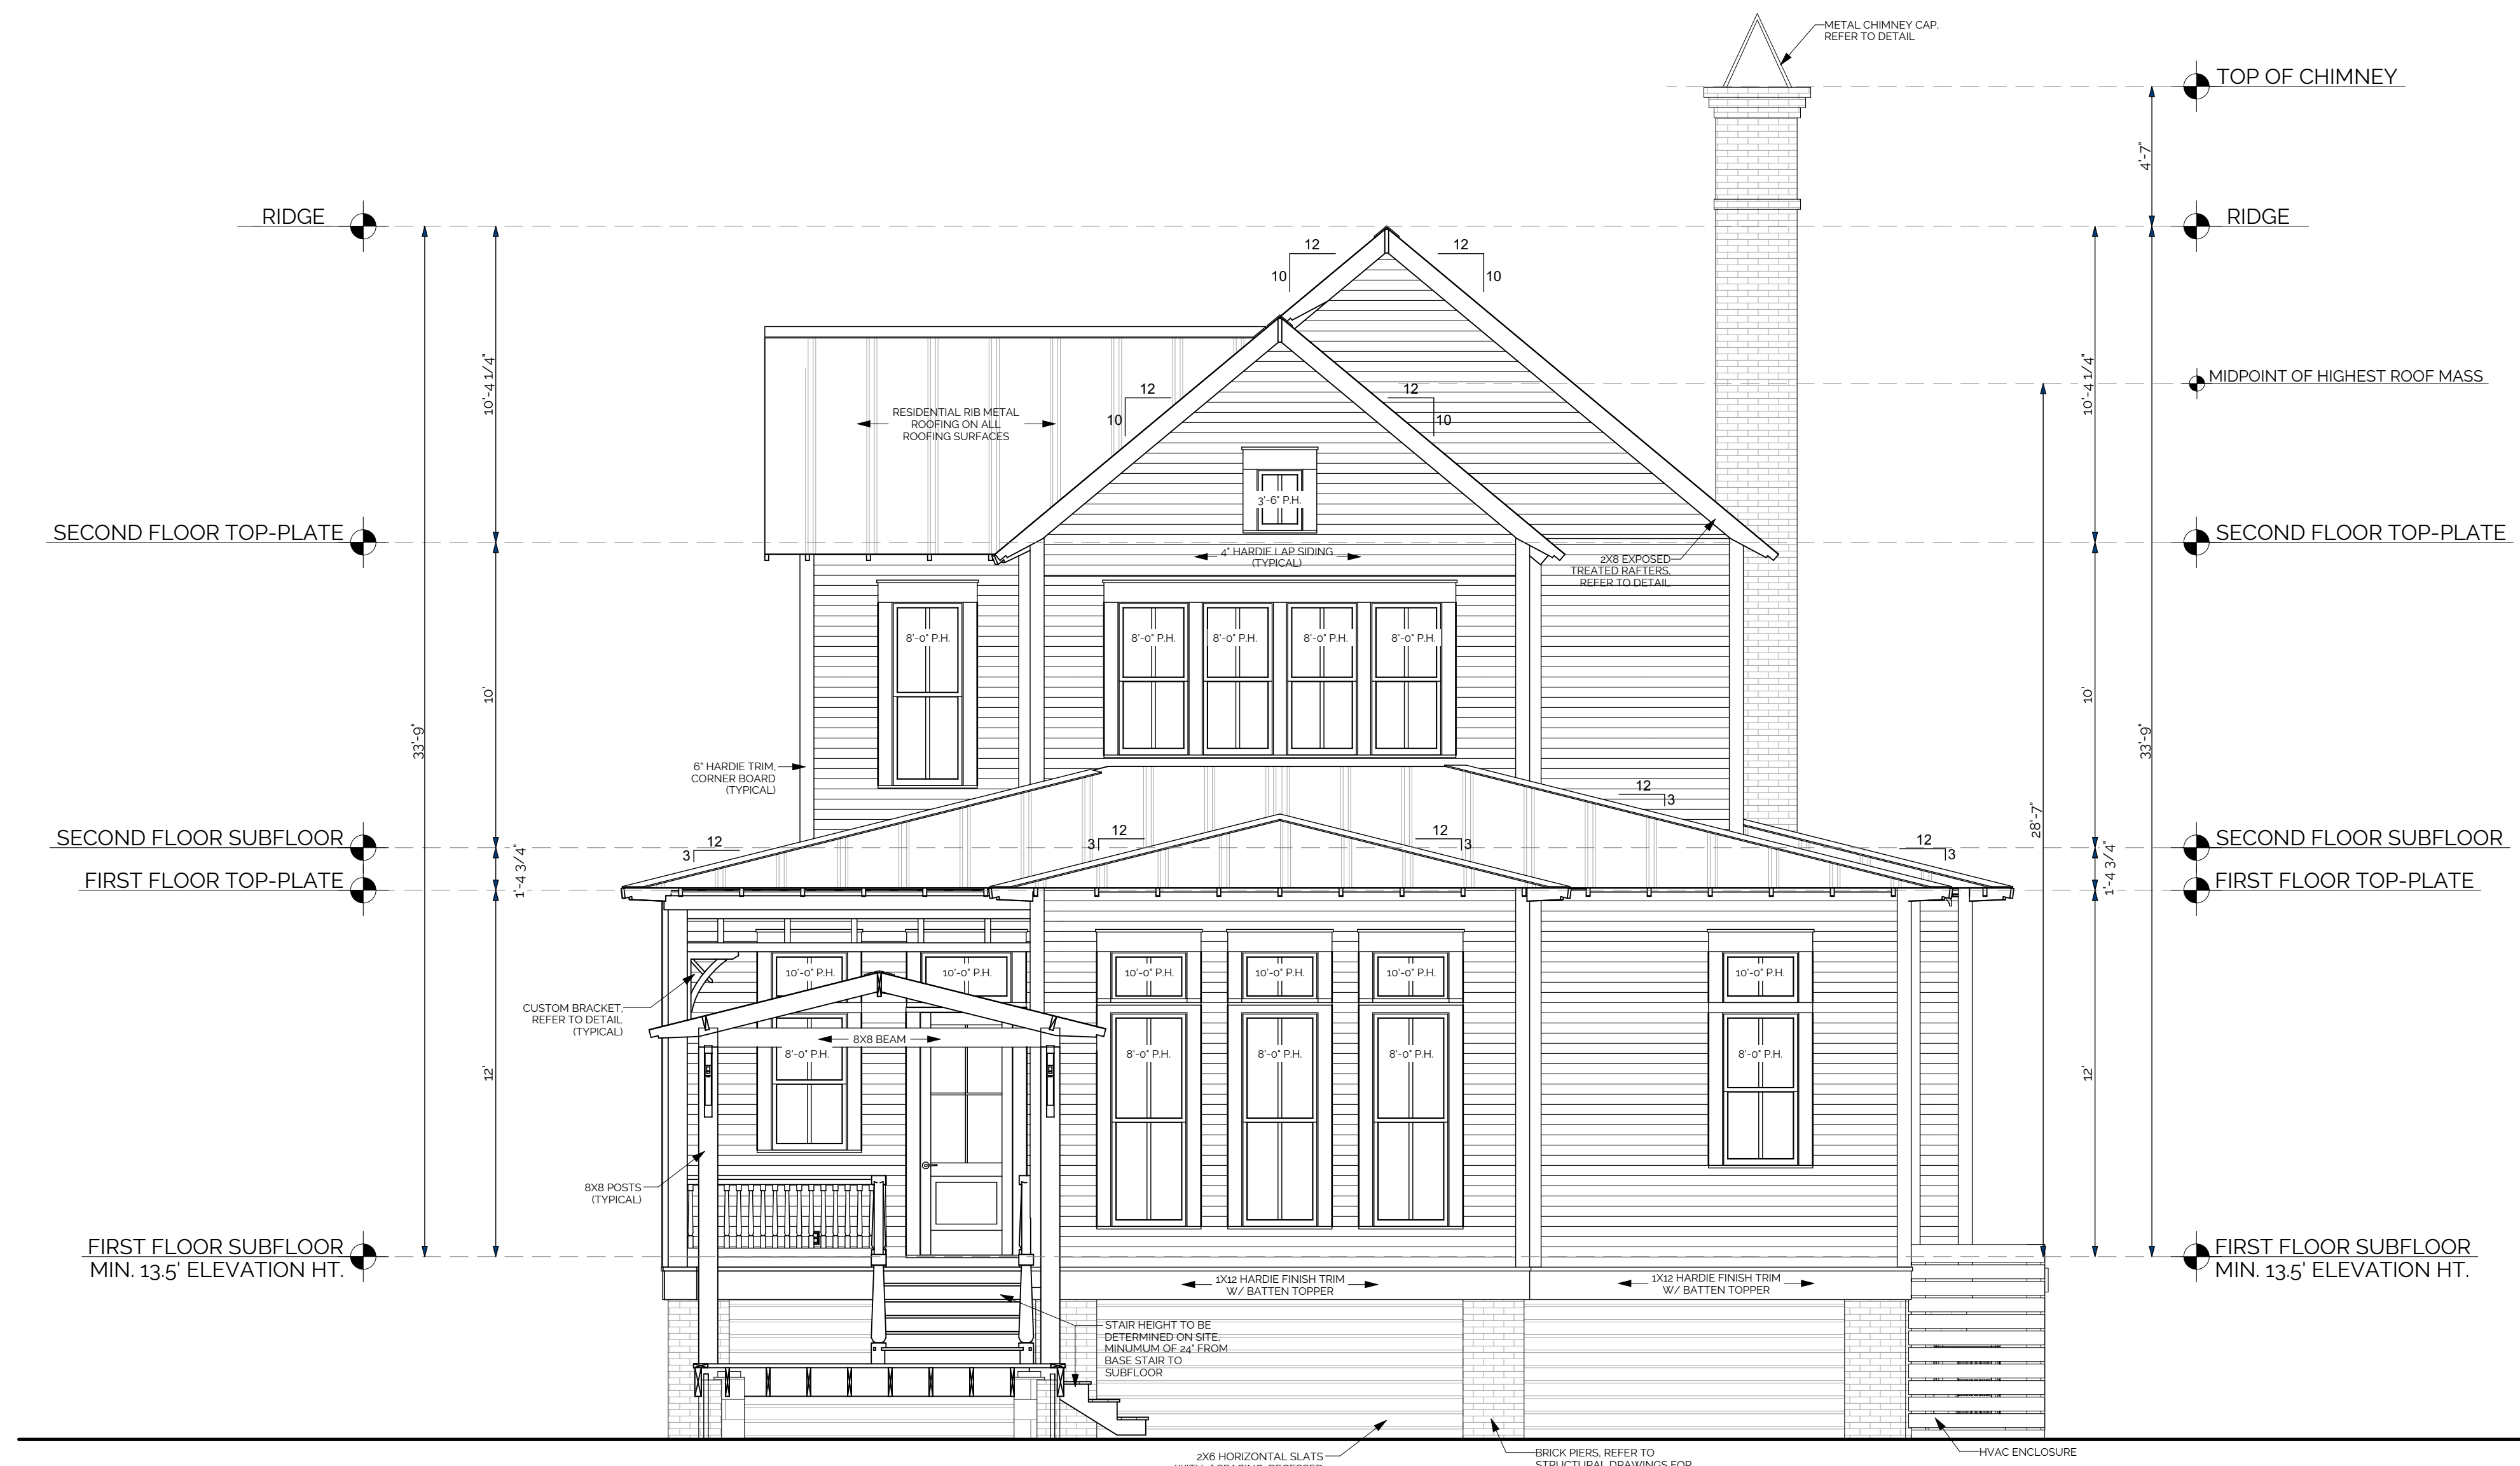 METAL CHIMNEY CAP,
REFER TO DETAIL
TOP OF CHIMNEY
4'-7"
RIDGE
RIDGE
12
10
12
10
10'-4 1/4"
10'-4 1/4"
MIDPOINT OF HIGHEST ROOF MASS
RESIDENTIAL RIB METAL
ROOFING ON ALL
ROOFING SURFACES
12
10
12
10
3'-6" P.H.
SECOND FLOOR TOP-PLATE
SECOND FLOOR TOP-PLATE
4" HARDIE LAP SIDING
(TYPICAL)
2X8 EXPOSED
TREATED RAFTERS,
REFER TO DETAIL
8'-0" P.H.
8'-0" P.H.
8'-0" P.H.
8'-0" P.H.
8'-0" P.H.
10'
10'
33'-9"
33'-9"
6" HARDIE TRIM,
CORNER BOARD
(TYPICAL)
12
3
28'-7"
SECOND FLOOR SUBFLOOR
SECOND FLOOR SUBFLOOR
12
3
12
3
12
3
12
3
1'-4 3/4"
1'-4 3/4"
FIRST FLOOR TOP-PLATE
FIRST FLOOR TOP-PLATE
10'-0" P.H.
10'-0" P.H.
10'-0" P.H.
10'-0" P.H.
10'-0" P.H.
10'-0" P.H.
CUSTOM BRACKET,
REFER TO DETAIL
(TYPICAL)
8X8 BEAM
8'-0" P.H.
8'-0" P.H.
8'-0" P.H.
8'-0" P.H.
8'-0" P.H.
12'
12'
8X8 POSTS
(TYPICAL)
FIRST FLOOR SUBFLOOR
MIN. 13.5' ELEVATION HT.
FIRST FLOOR SUBFLOOR
MIN. 13.5' ELEVATION HT.
1X12 HARDIE FINISH TRIM
W/ BATTEN TOPPER
1X12 HARDIE FINISH TRIM
W/ BATTEN TOPPER
STAIR HEIGHT TO BE
DETERMINED ON SITE,
MINUMUM OF 24" FROM
BASE STAIR TO
SUBFLOOR
2X6 HORIZONTAL SLATS
BRICK PIERS, REFER TO
STRUCTURAL DRAWINGS FOR
HVAC ENCLOSURE